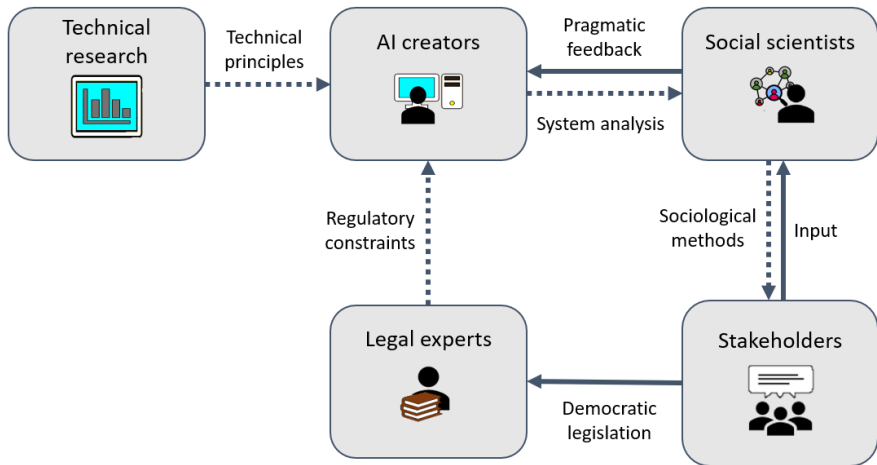 Technical
research
Technical
principles
AI creators
Pragmatic
feedback
System analysis
Social scientists
Regulatory
constraints
Sociological
methods
Input
Legal experts
Democratic
legislation
Stakeholders